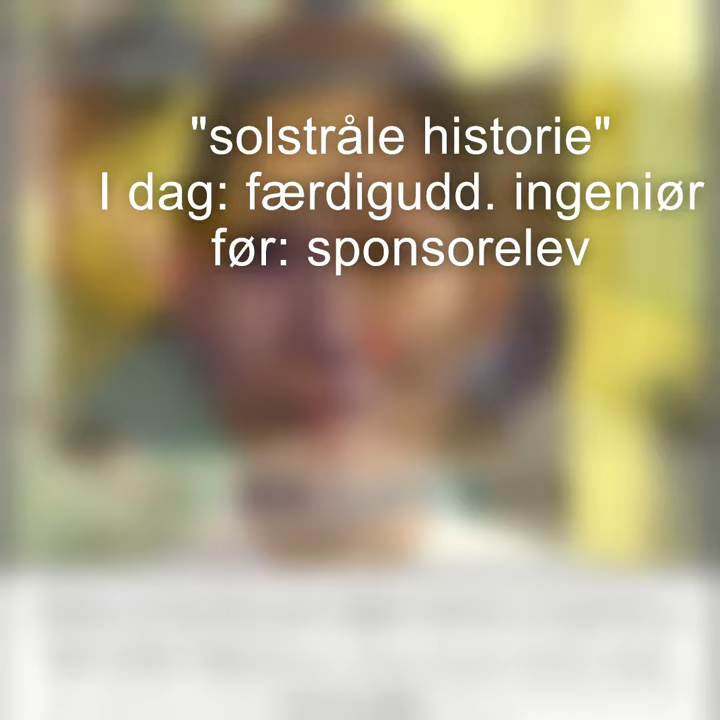 "solstråle historie"
I dag: færdigudd. ingeniør
før: sponsorelev